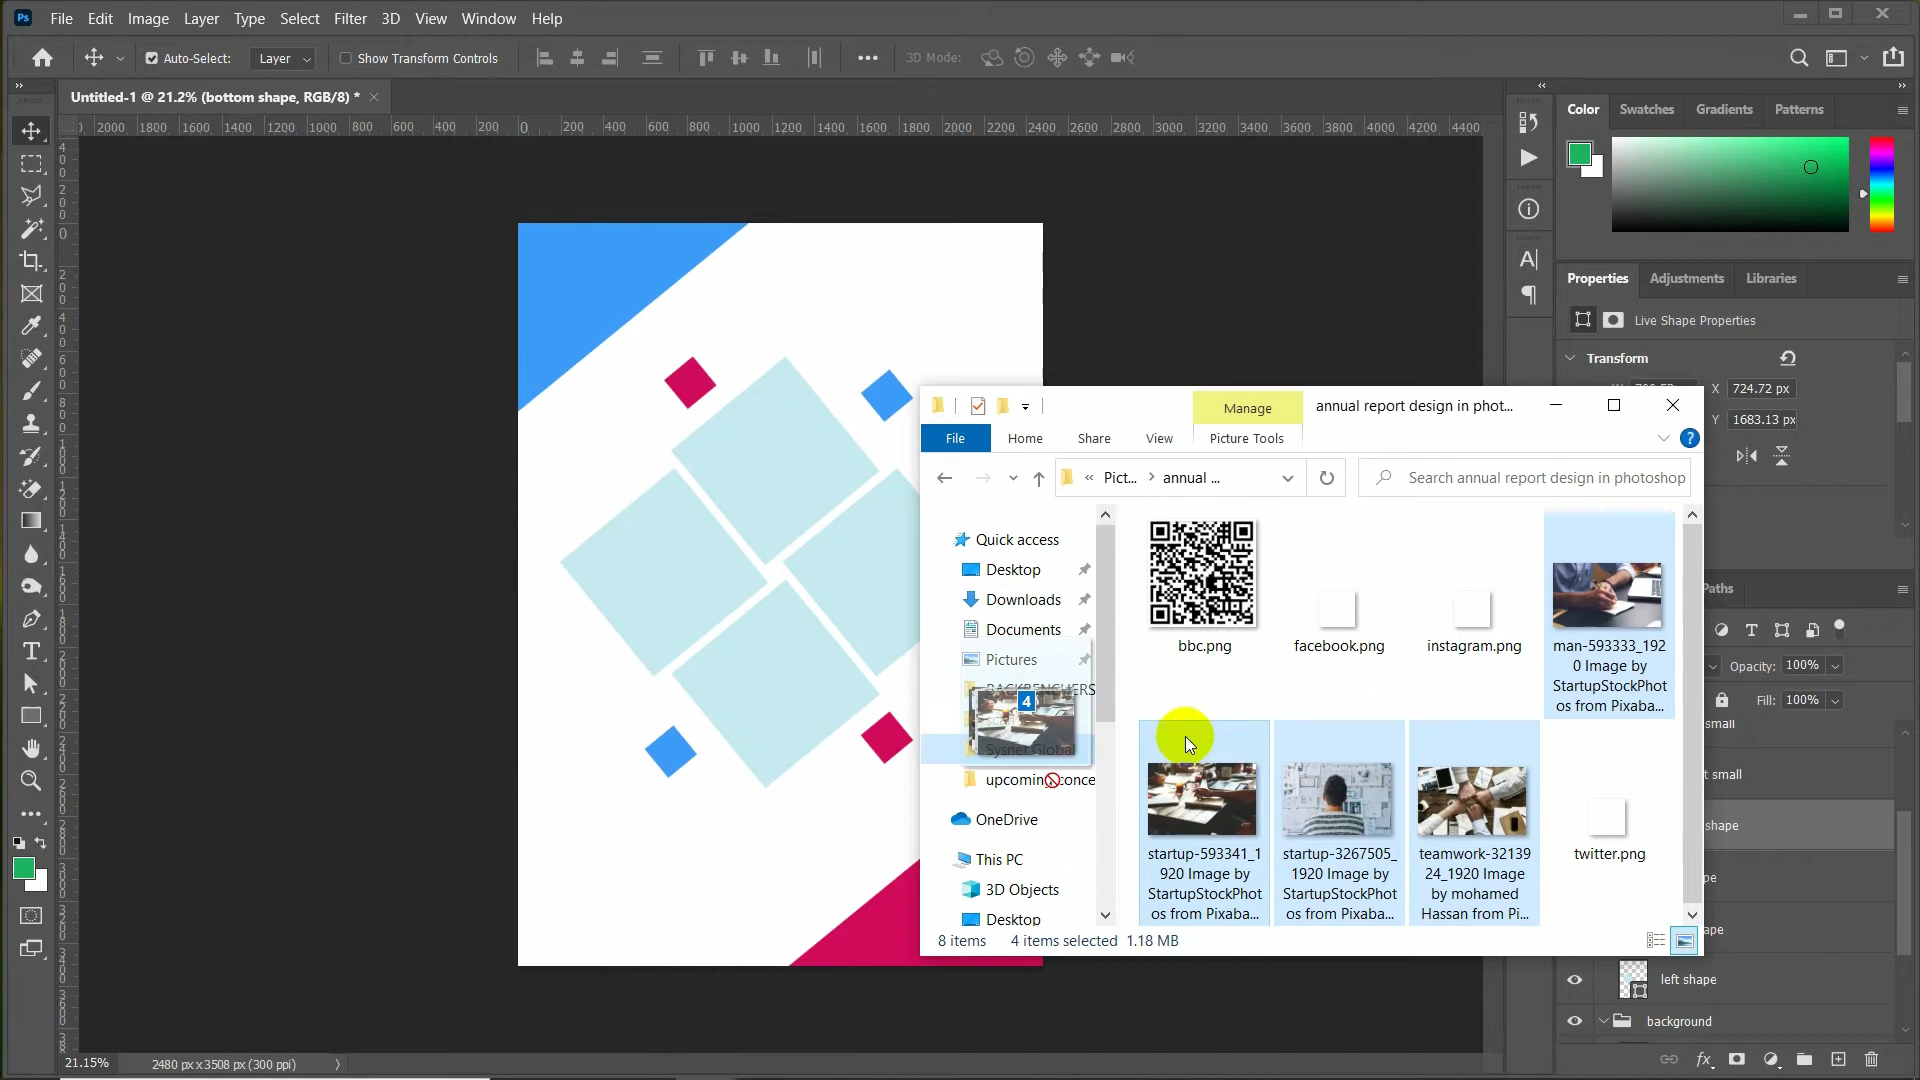 Ps File Edit Image Layer Type Select Filter 3D View Window Help
Auto-Select: Layer Show Transform Controls 3D Mode:
Untitled-1 @ 21.2% (bottom shape, RGB/8) *
2000 1800 1600 1400 1200 1000 800 600 400 200 0 200 400 600 800 1000 1200 1400 1600 1800 2000 2200 2400 2600 2800 3000 3200 3400 3600 3800 4000 4200 4400
Color Swatches Gradients Patterns
Properties Adjustments Libraries
Live Shape Properties
Transform
X 724.72 px
Y 1683.13 px
Manage annual report design in phot...
File Home Share View Picture Tools
« Pict... annual ... Search annual report design in photoshop
Quick access
Desktop
Downloads
Documents
Pictures
BACKBENCHERS
4
Sysnet Global
OneDrive
This PC
3D Objects
Desktop
bbc.png
facebook.png
instagram.png
man-593333_192
0 Image by
StartupStockPhot
os from Pixaba...
startup-593341_1
920 Image by
StartupStockPhot
os from Pixaba...
startup-3267505_
1920 Image by
StartupStockPhot
os from Pixaba...
teamwork-32139
24_1920 Image
by mohamed
Hassan from Pi...
twitter.png
8 items 4 items selected 1.18 MB
Paths
Opacity: 100%
Fill: 100%
small
small
shape
left shape
background
21.15% 2480 px x 3508 px (300 ppi)